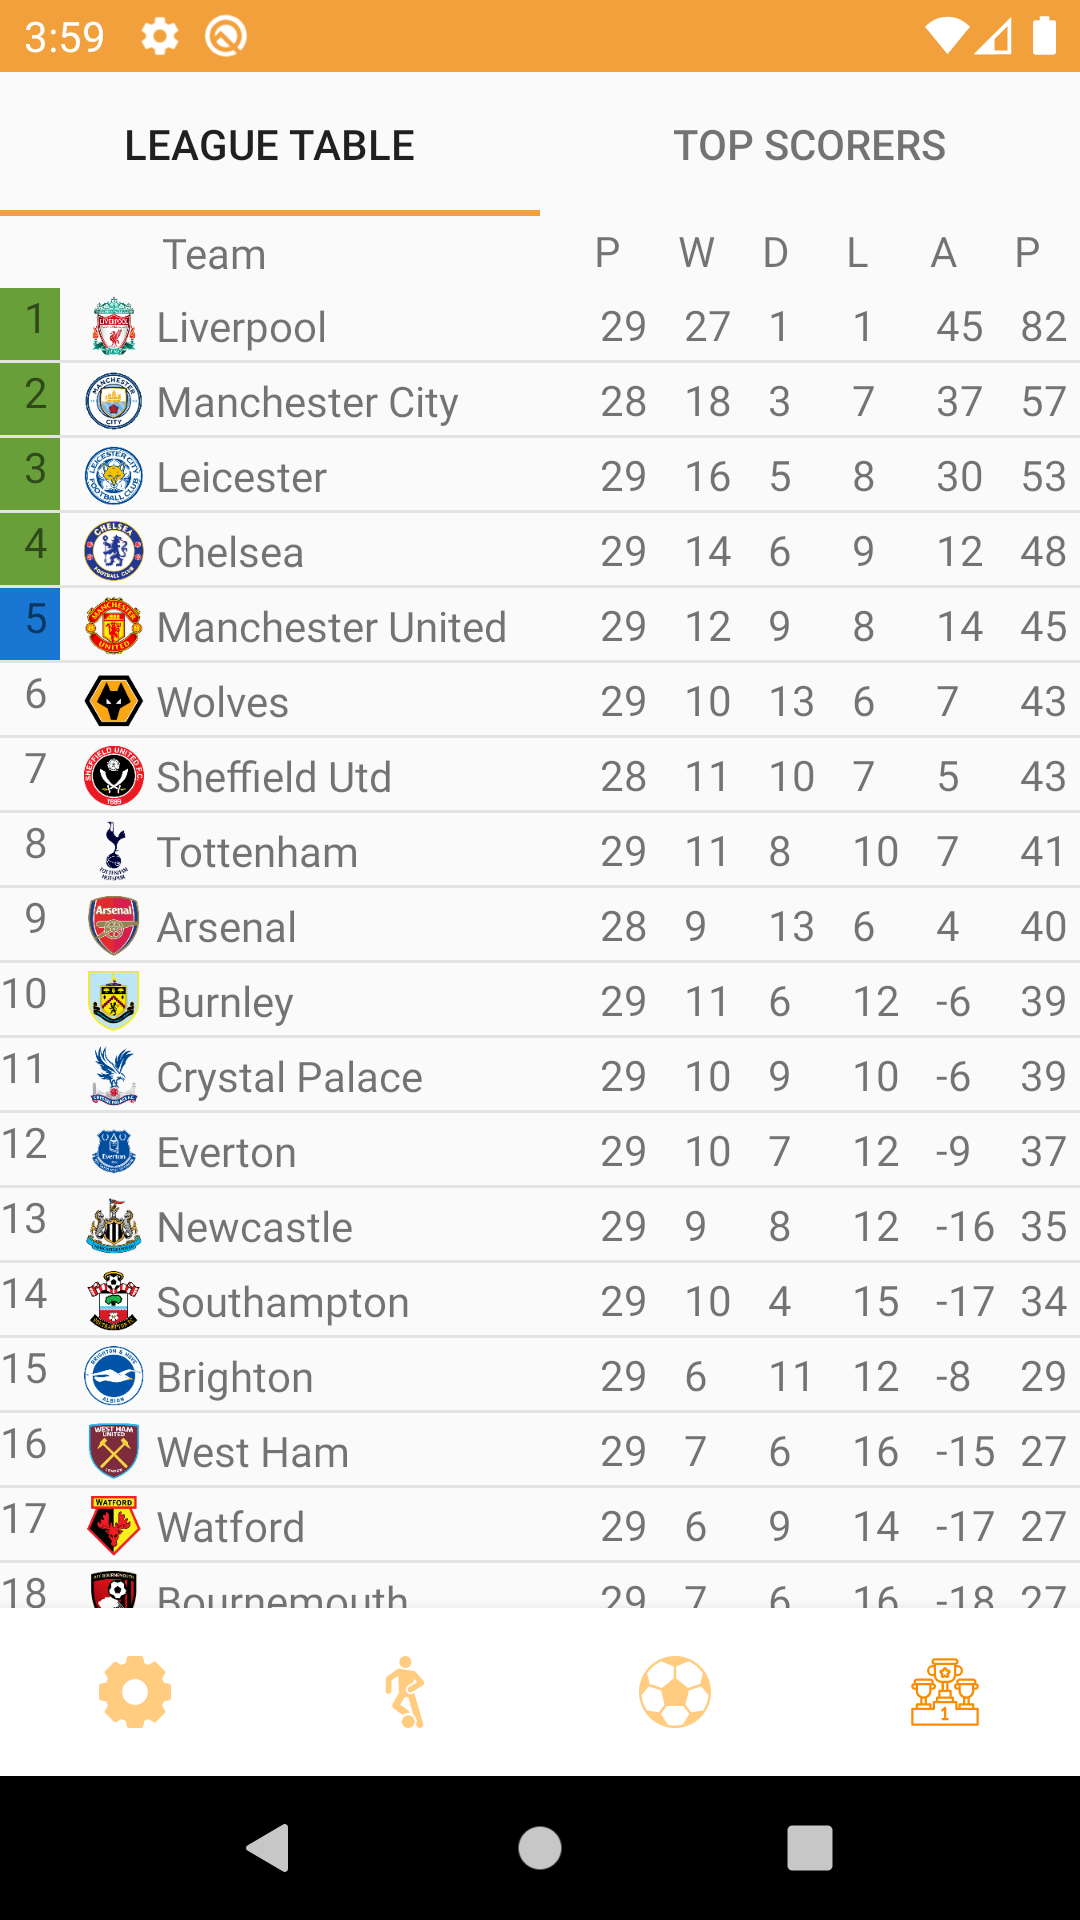 3:59
LEAGUE TABLE TOP SCORERS
Team P W D L A P
1 Liverpool 29 27 1 1 45 82
2 Manchester City 28 18 3 7 37 57
3 Leicester 29 16 5 8 30 53
4 Chelsea 29 14 6 9 12 48
5 Manchester United 29 12 9 8 14 45
6 Wolves 29 10 13 6 7 43
7 Sheffield Utd 28 11 10 7 5 43
8 Tottenham 29 11 8 10 7 41
9 Arsenal 28 9 13 6 4 40
10 Burnley 29 11 6 12 -6 39
11 Crystal Palace 29 10 9 10 -6 39
12 Everton 29 10 7 12 -9 37
13 Newcastle 29 9 8 12 -16 35
14 Southampton 29 10 4 15 -17 34
15 Brighton 29 6 11 12 -8 29
16 West Ham 29 7 6 16 -15 27
17 Watford 29 6 9 14 -17 27
18 Bournemouth 29 7 6 16 -18 27
1